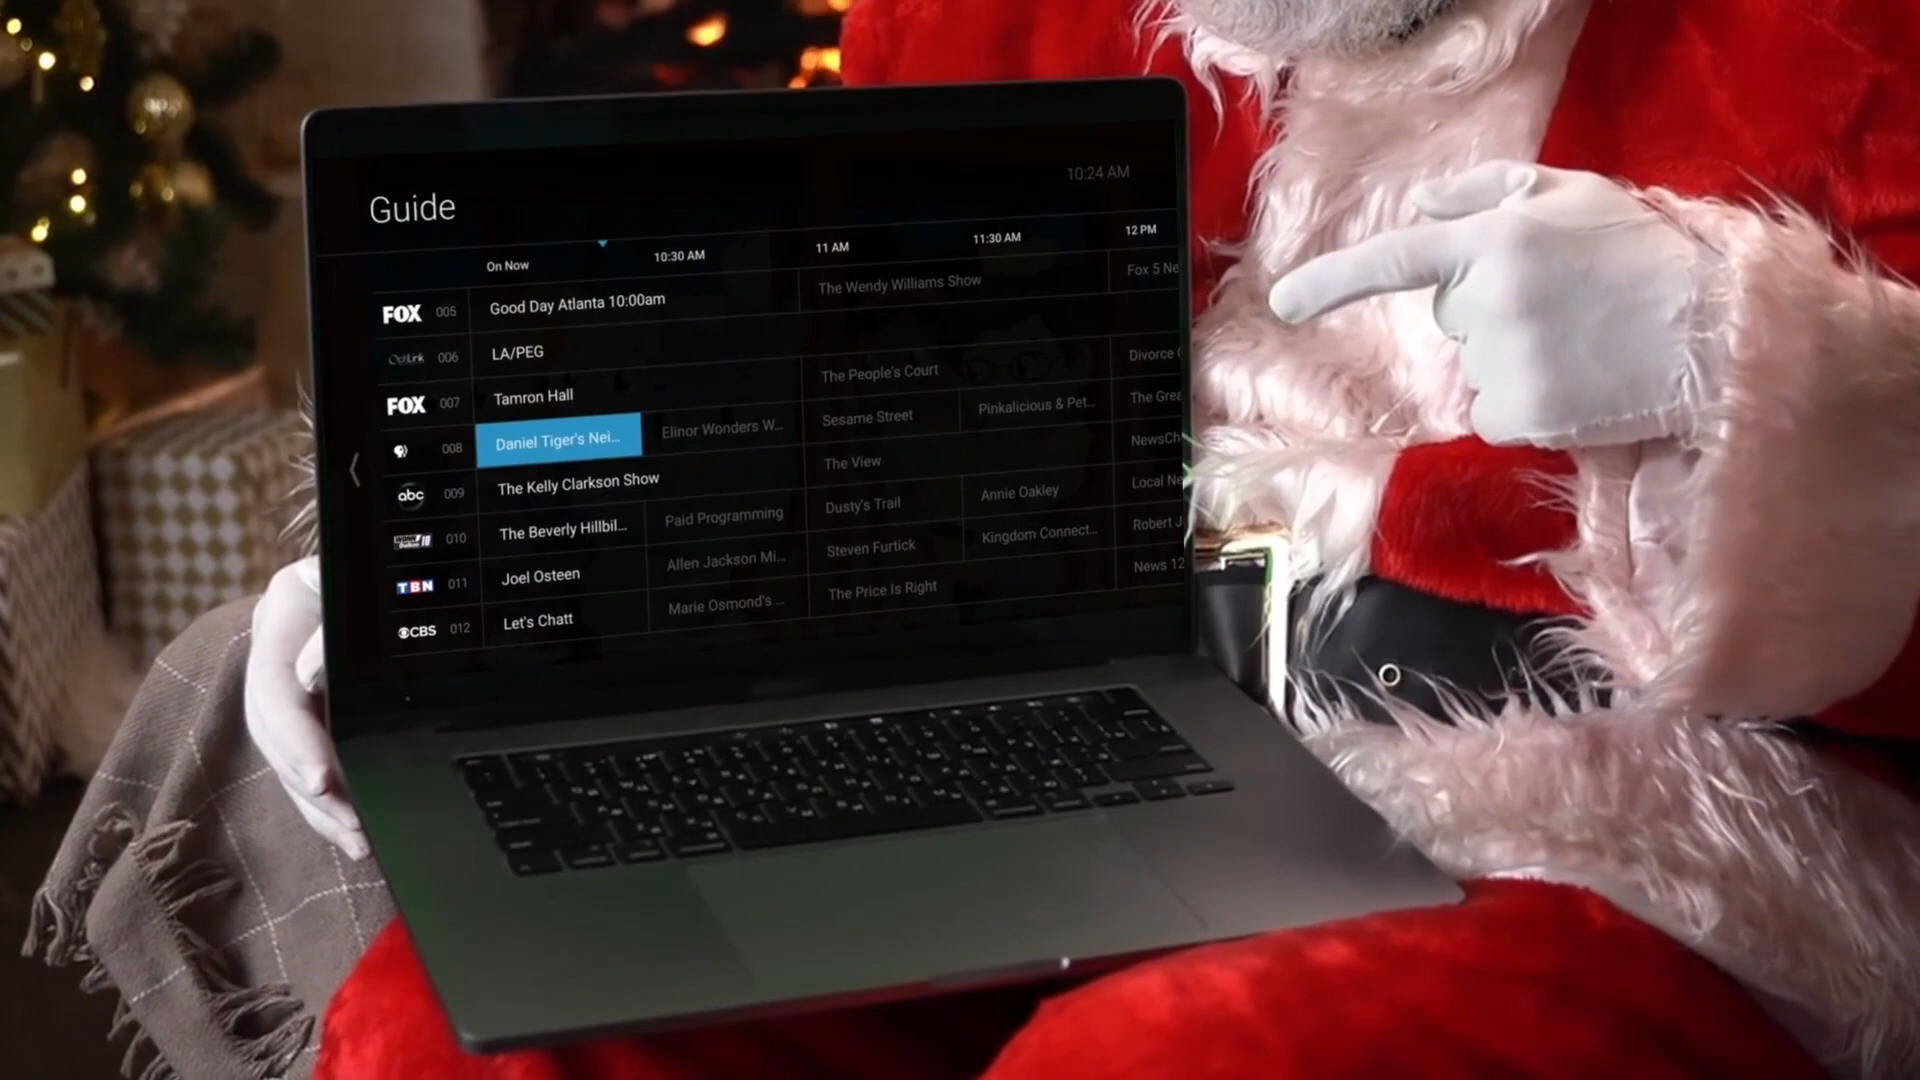 10:24 AM
Guide
On Now 10:30 AM 11 AM 11:30 AM 12 PM
FOX 005 Good Day Atlanta 10:00am The Wendy Williams Show Fox 5 Ne
OptiLink 006 LA/PEG
FOX 007 Tamron Hall The People's Court Divorce
008 Daniel Tiger's Nei... Elinor Wonders W... Sesame Street Pinkalicious & Pet... The Grea
abc 009 The Kelly Clarkson Show The View NewsCh
010 The Beverly Hillbil... Paid Programming Dusty's Trail Annie Oakley Local Ne
TBN 011 Joel Osteen Allen Jackson Mi... Steven Furtick Kingdom Connect... Robert J
CBS 012 Let's Chatt Marie Osmond's ... The Price Is Right News 12